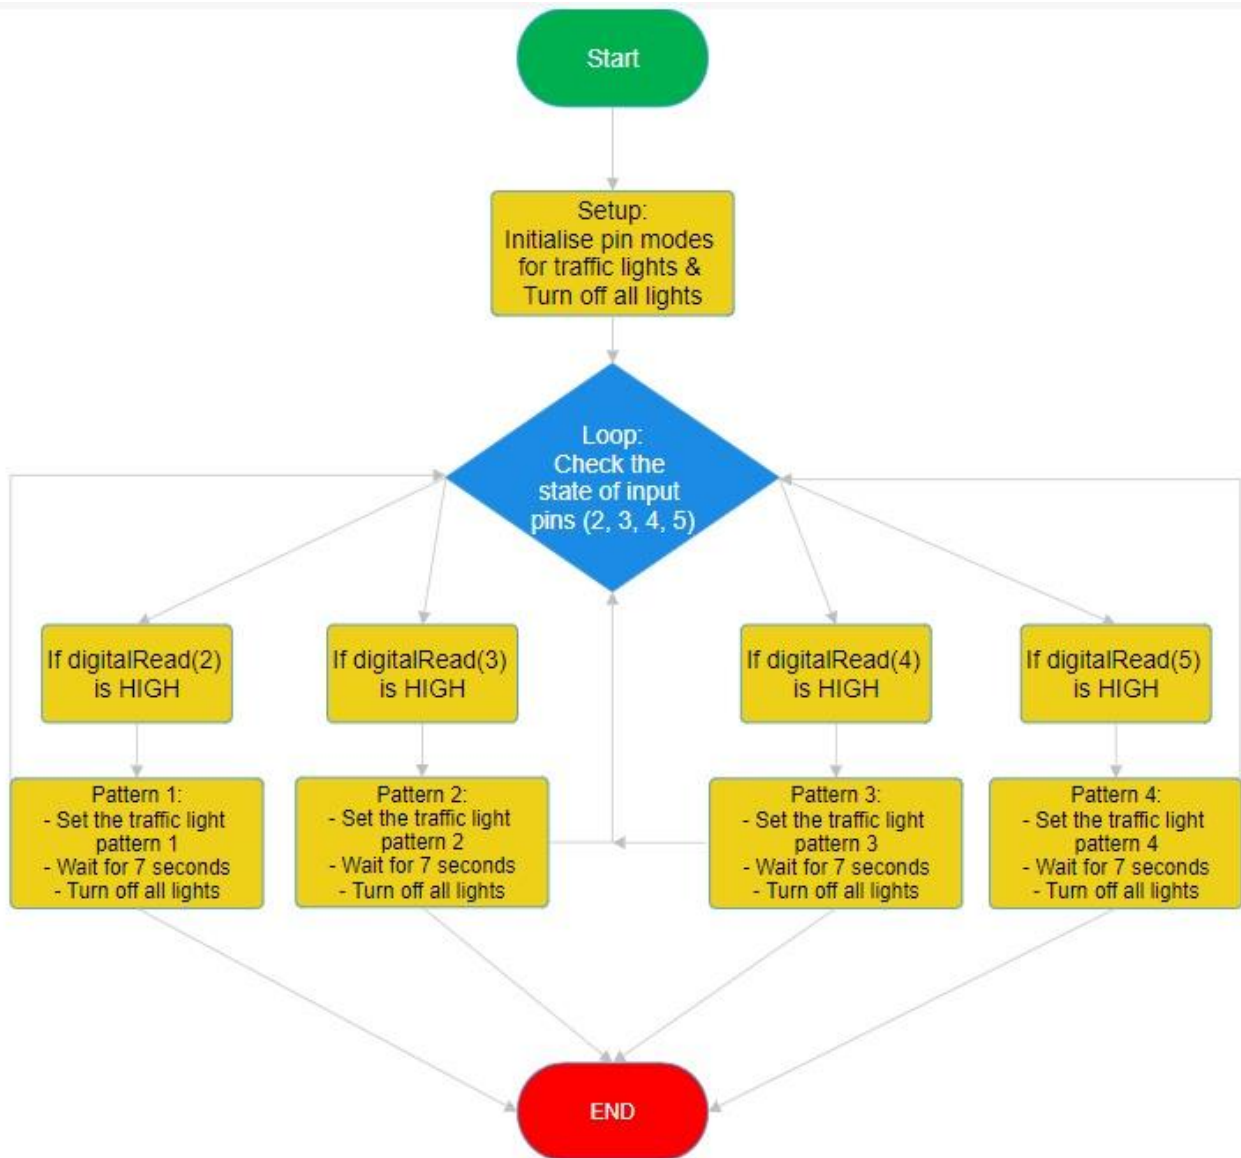 Start
Setup:
Initialise pin modes
for traffic lights &
Turn off all lights
Loop:
Check the
state of input
pins (2, 3, 4, 5)
If digitalRead(2)
is HIGH
If digitalRead(3)
is HIGH
If digitalRead(4)
is HIGH
If digitalRead(5)
is HIGH
Pattern 1:
- Set the traffic light
pattern 1
- Wait for 7 seconds
- Turn off all lights
Pattern 2:
- Set the traffic light
pattern 2
- Wait for 7 seconds
- Turn off all lights
Pattern 3:
- Set the traffic light
pattern 3
- Wait for 7 seconds
- Turn off all lights
Pattern 4:
- Set the traffic light
pattern 4
- Wait for 7 seconds
- Turn off all lights
END